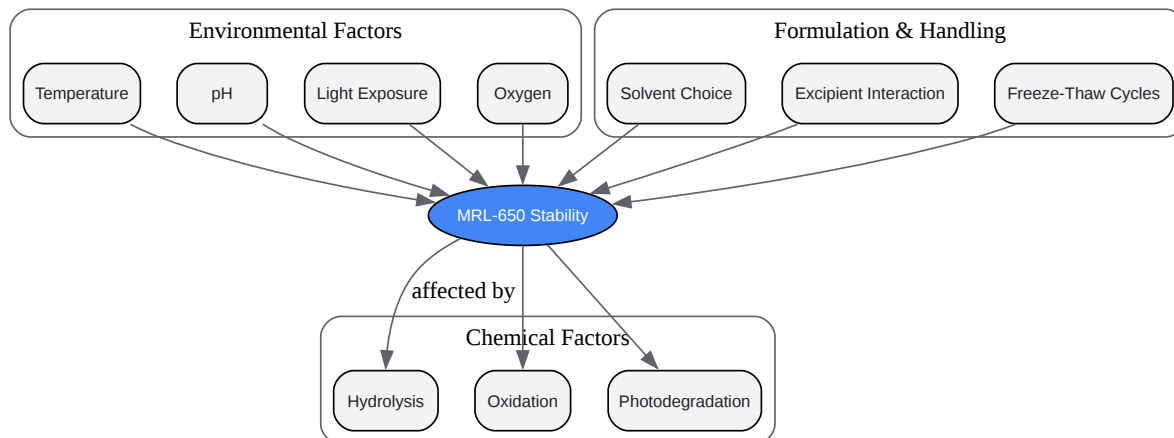 Environmental Factors
Formulation & Handling
Temperature
pH
Light Exposure
Oxygen
Solvent Choice
Excipient Interaction
Freeze-Thaw Cycles
MRL-650 Stability
affected by
Chemical Factors
Hydrolysis
Oxidation
Photodegradation